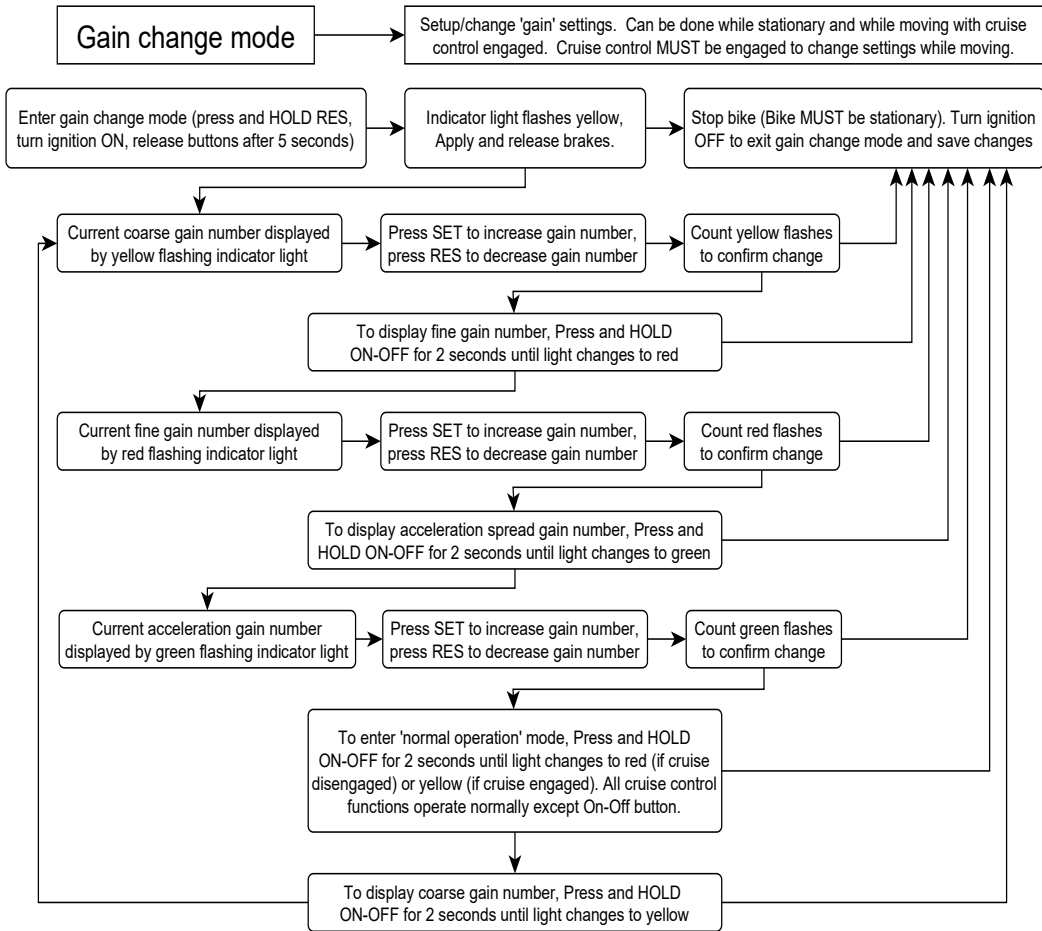 Gain change mode
Setup/change 'gain' settings.  Can be done while stationary and while moving with cruise
control engaged.  Cruise control MUST be engaged to change settings while moving.
Enter gain change mode (press and HOLD RES,
turn ignition ON, release buttons after 5 seconds)
Indicator light flashes yellow,
Apply and release brakes.
Stop bike (Bike MUST be stationary). Turn ignition
OFF to exit gain change mode and save changes
Current coarse gain number displayed
by yellow flashing indicator light
Press SET to increase gain number,
press RES to decrease gain number
Count yellow flashes
to confirm change
To display fine gain number, Press and HOLD
ON-OFF for 2 seconds until light changes to red
Current fine gain number displayed
by red flashing indicator light
Press SET to increase gain number,
press RES to decrease gain number
Count red flashes
to confirm change
To display acceleration spread gain number, Press and
HOLD ON-OFF for 2 seconds until light changes to green
Current acceleration gain number
displayed by green flashing indicator light
Press SET to increase gain number,
press RES to decrease gain number
Count green flashes
to confirm change
To enter 'normal operation' mode, Press and HOLD
ON-OFF for 2 seconds until light changes to red (if cruise
disengaged) or yellow (if cruise engaged). All cruise control
functions operate normally except On-Off button.
To display coarse gain number, Press and HOLD
ON-OFF for 2 seconds until light changes to yellow